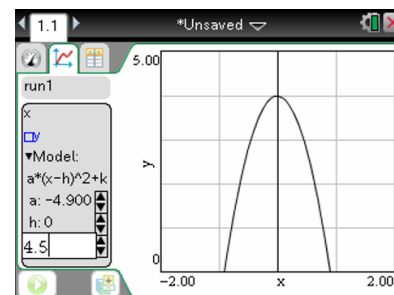 1.1 *Unsaved
run1
x
y
▾Model:
a*(x-h)^2+k
a: -4.900
h: 0
4.5
5.00
y
0
-2.00 x 2.00